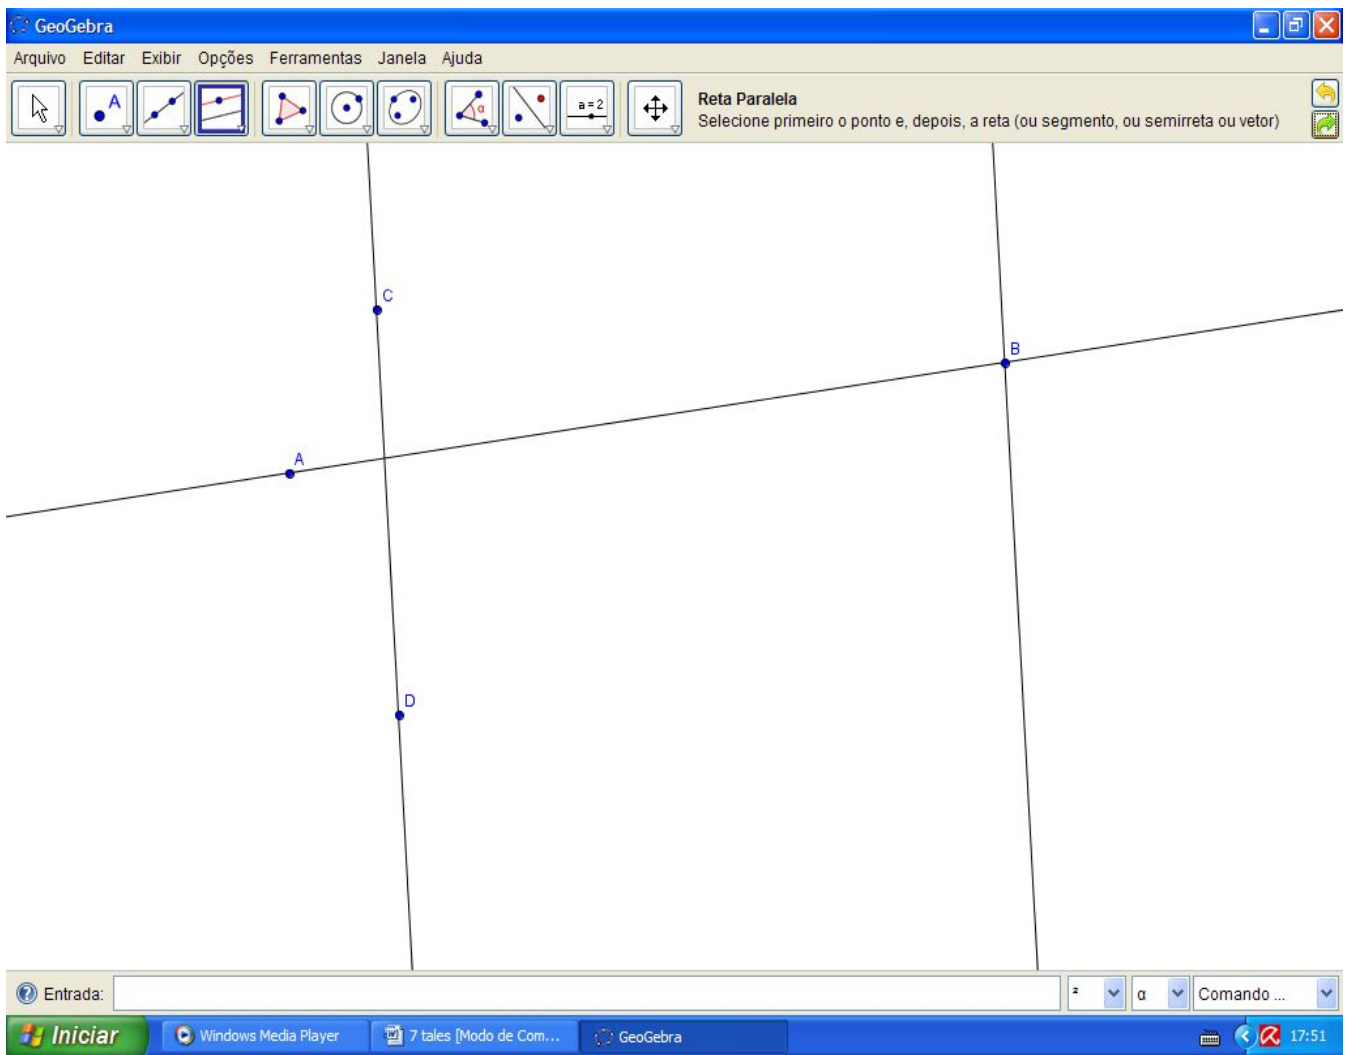 GeoGebra
Arquivo Editar Exibir Opções Ferramentas Janela Ajuda
A
α
a = 2
Reta Paralela
Selecione primeiro o ponto e, depois, a reta (ou segmento, ou semirreta ou vetor)
C
B
A
D
Entrada:
² α Comando ...
Iniciar Windows Media Player 7 tales [Modo de Com... GeoGebra 17:51